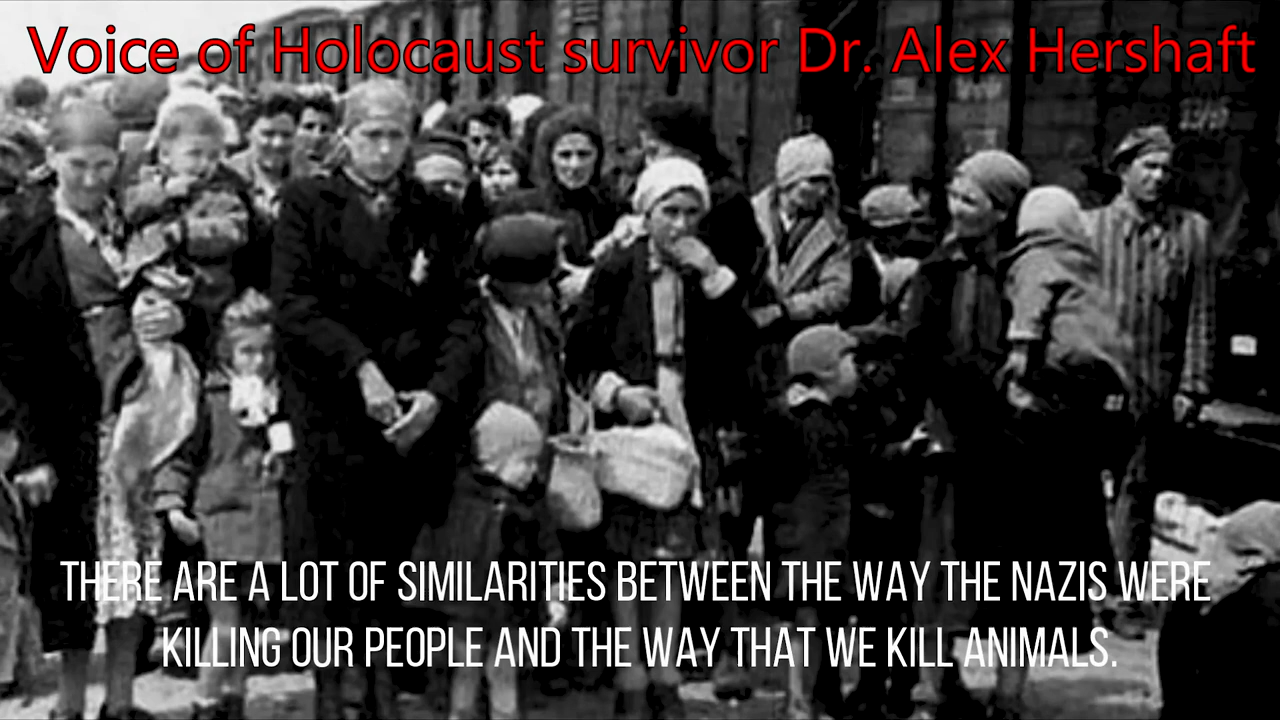 Voice of Holocaust survivor Dr. Alex Hershaft
THERE ARE A LOT OF SIMILARITIES BETWEEN THE WAY THE NAZIS WERE
KILLING OUR PEOPLE AND THE WAY THAT WE KILL ANIMALS.